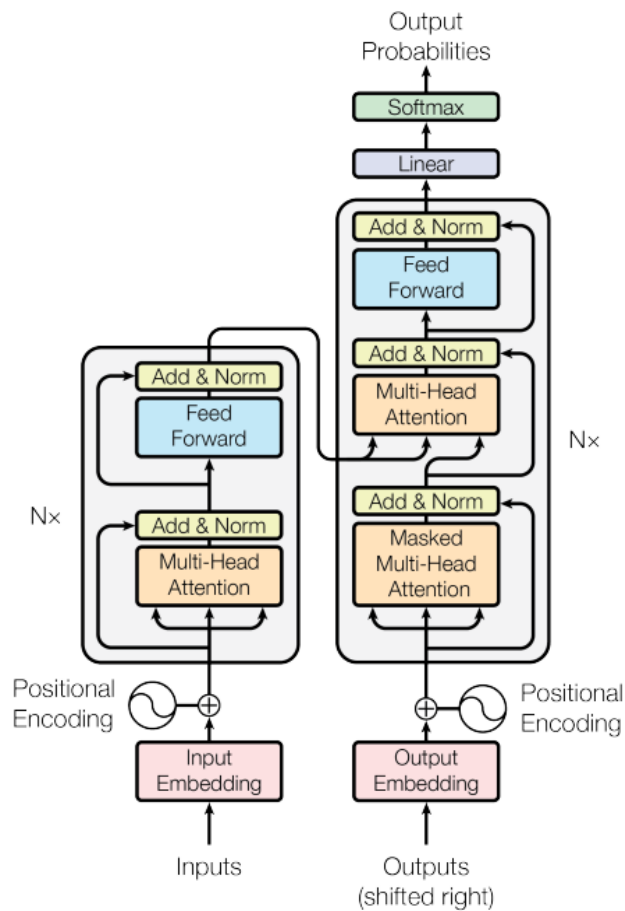 Output
Probabilities
Softmax
Linear
Add & Norm
Feed
Forward
Add & Norm
Multi-Head
Attention
Add & Norm
Feed
Forward
N×
N×
Add & Norm
Masked
Multi-Head
Attention
Add & Norm
Multi-Head
Attention
Positional
Encoding
Positional
Encoding
Input
Embedding
Output
Embedding
Inputs
Outputs
(shifted right)